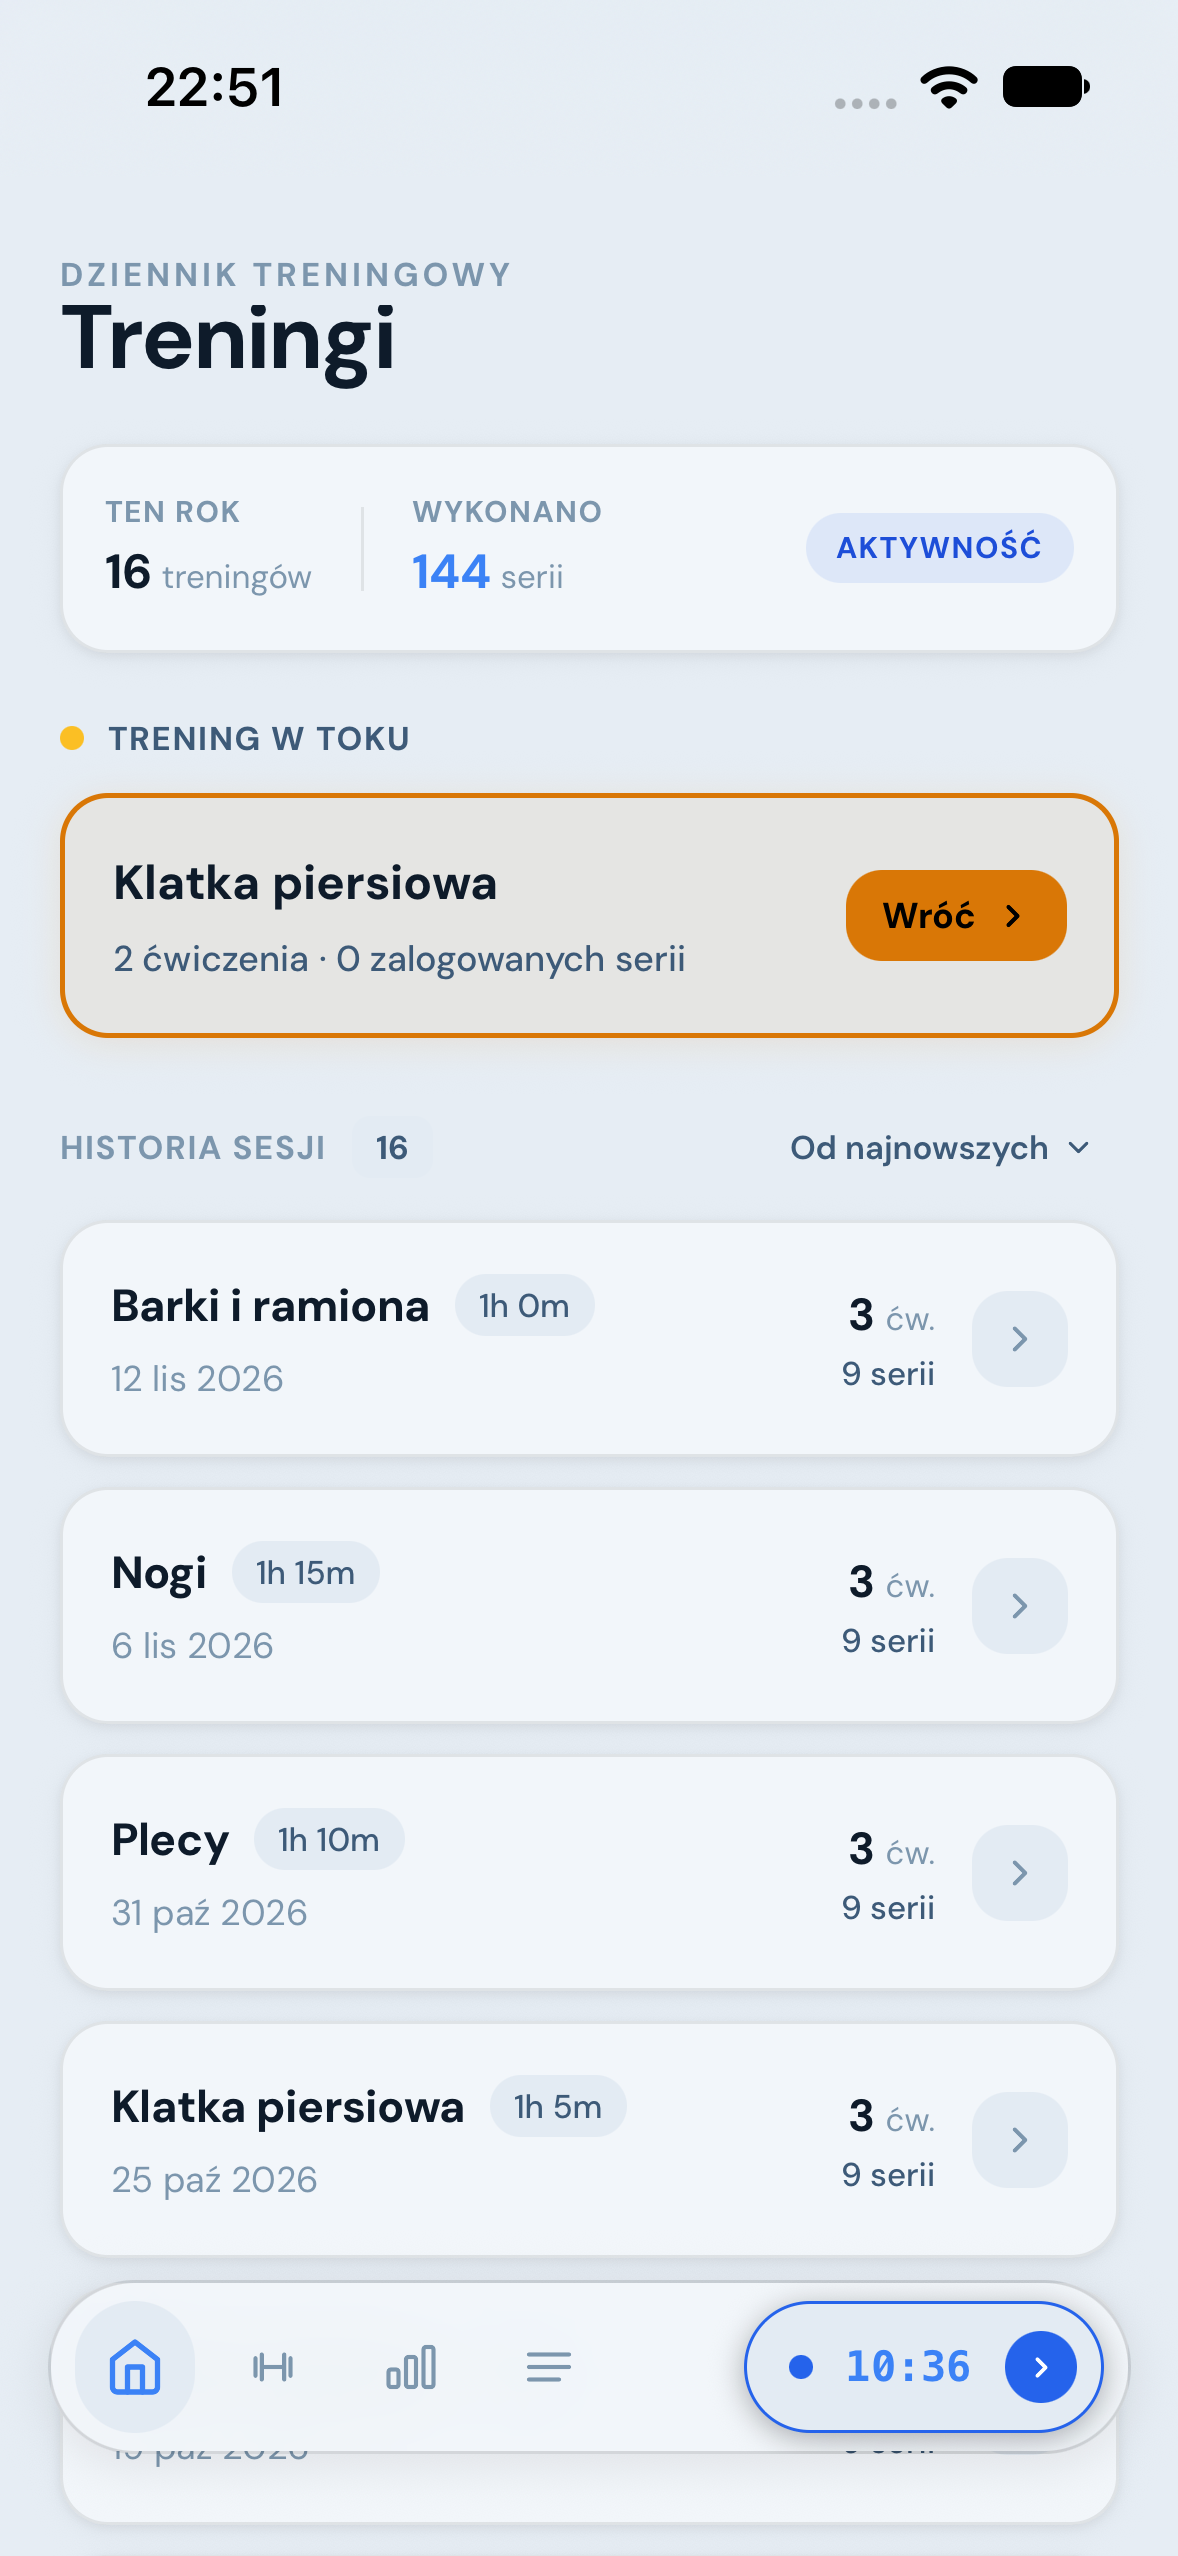 22:51
DZIENNIK TRENINGOWY
Treningi
TEN ROK
16 treningów
WYKONANO
144 serii
AKTYWNOŚĆ
TRENING W TOKU
Klatka piersiowa
2 ćwiczenia · 0 zalogowanych serii
Wróć
HISTORIA SESJI 16
Od najnowszych
Barki i ramiona 1h 0m
12 lis 2026
3 ćw.
9 serii
Nogi 1h 15m
6 lis 2026
3 ćw.
9 serii
Plecy 1h 10m
31 paź 2026
3 ćw.
9 serii
Klatka piersiowa 1h 5m
25 paź 2026
3 ćw.
9 serii
10:36